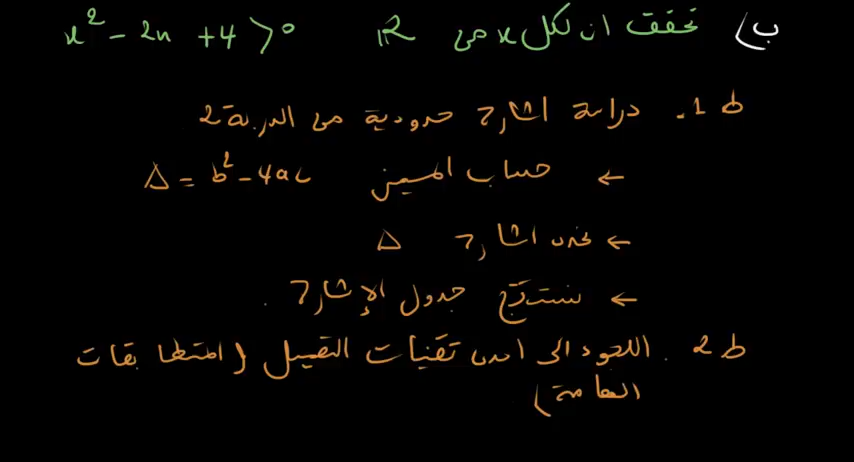 ب) تحقق ان لكل x من ℝ x² - 2x + 4 > 0
ط 1. دراسة اشارة حدودية من الدرجة 2
← حساب المميز Δ = b² - 4ac
← نحدد اشارة Δ
← نستنتج جدول الإشارة.
ط 2. اللجوء الى احدى تقنيات التعميل (المتطابقات
الهامة)